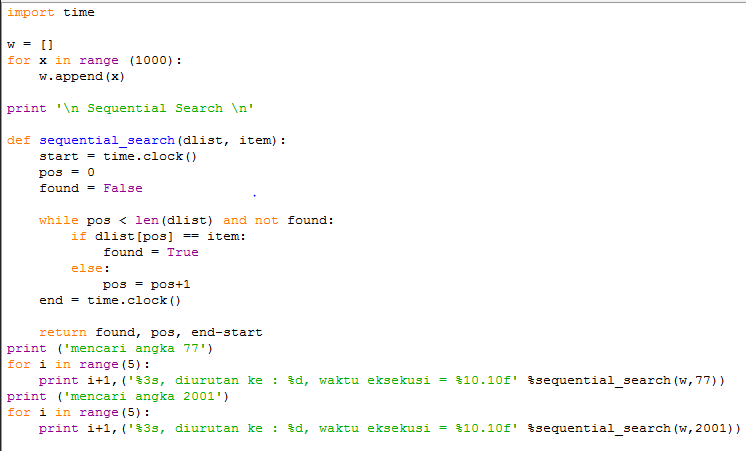 import time
w = []
for x in range (1000):
    w.append(x)
print '\n Sequential Search \n'
def sequential_search(dlist, item):
    start = time.clock()
    pos = 0
    found = False
    while pos < len(dlist) and not found:
        if dlist[pos] == item:
            found = True
        else:
            pos = pos+1
    end = time.clock()
    return found, pos, end-start
print ('mencari angka 77')
for i in range(5):
    print i+1,('%3s, diurutan ke : %d, waktu eksekusi = %10.10f' %sequential_search(w,77))
print ('mencari angka 2001')
for i in range(5):
    print i+1,('%3s, diurutan ke : %d, waktu eksekusi = %10.10f' %sequential_search(w,2001))